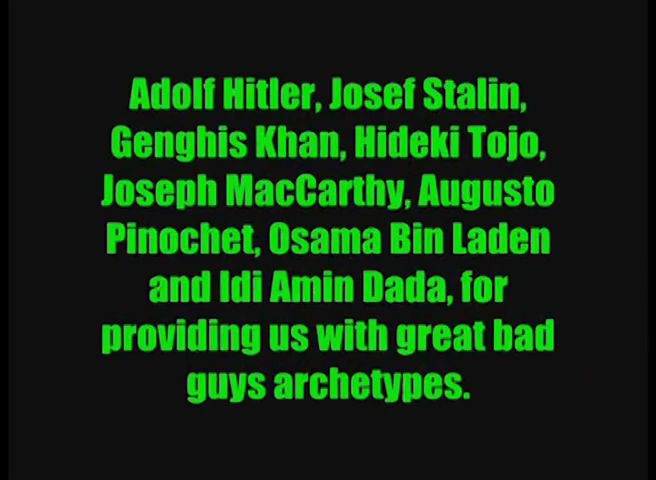 Adolf Hitler, Josef Stalin,
Genghis Khan, Hideki Tojo,
Joseph MacCarthy, Augusto
Pinochet, Osama Bin Laden
and Idi Amin Dada, for
providing us with great bad
guys archetypes.